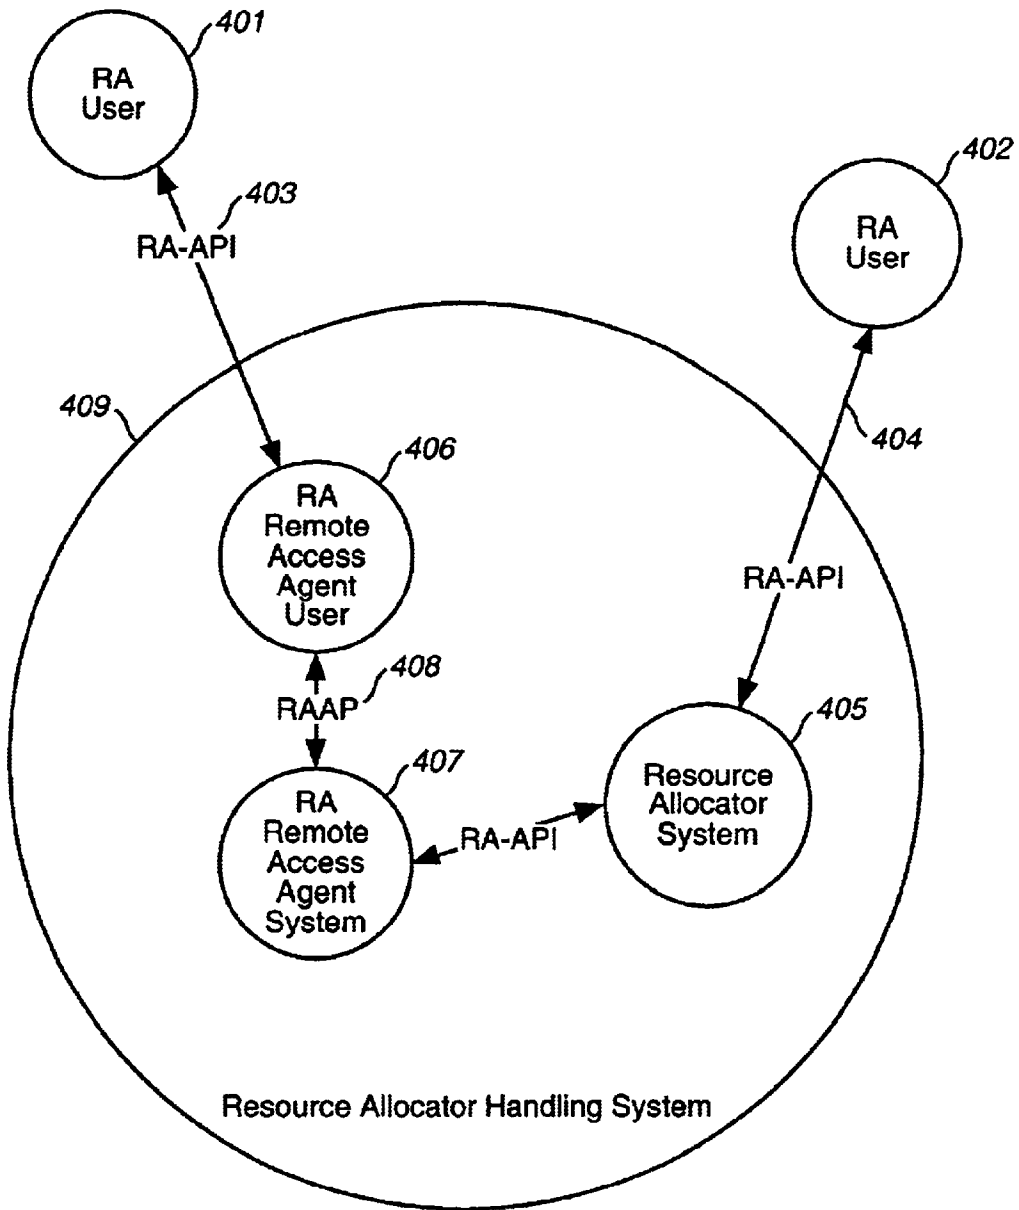 401
RA
User
403
RA-API
402
RA
User
409
404
406
RA
Remote
Access
Agent
User
RA-API
408
RAAP
405
407
Resource
Allocator
System
RA
Remote
Access
Agent
System
RA-API
Resource Allocator Handling System